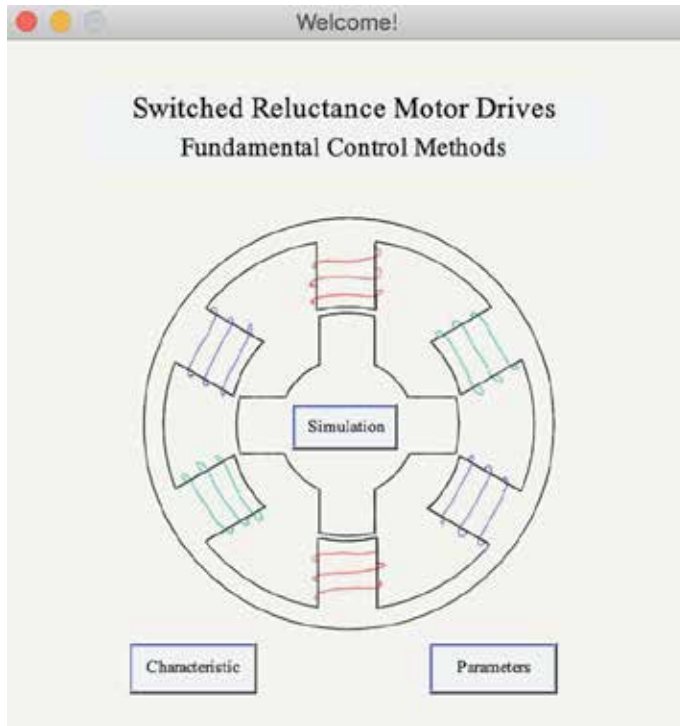 Welcome!
Switched Reluctance Motor Drives
Fundamental Control Methods
Simulation
Characteristic
Parameters